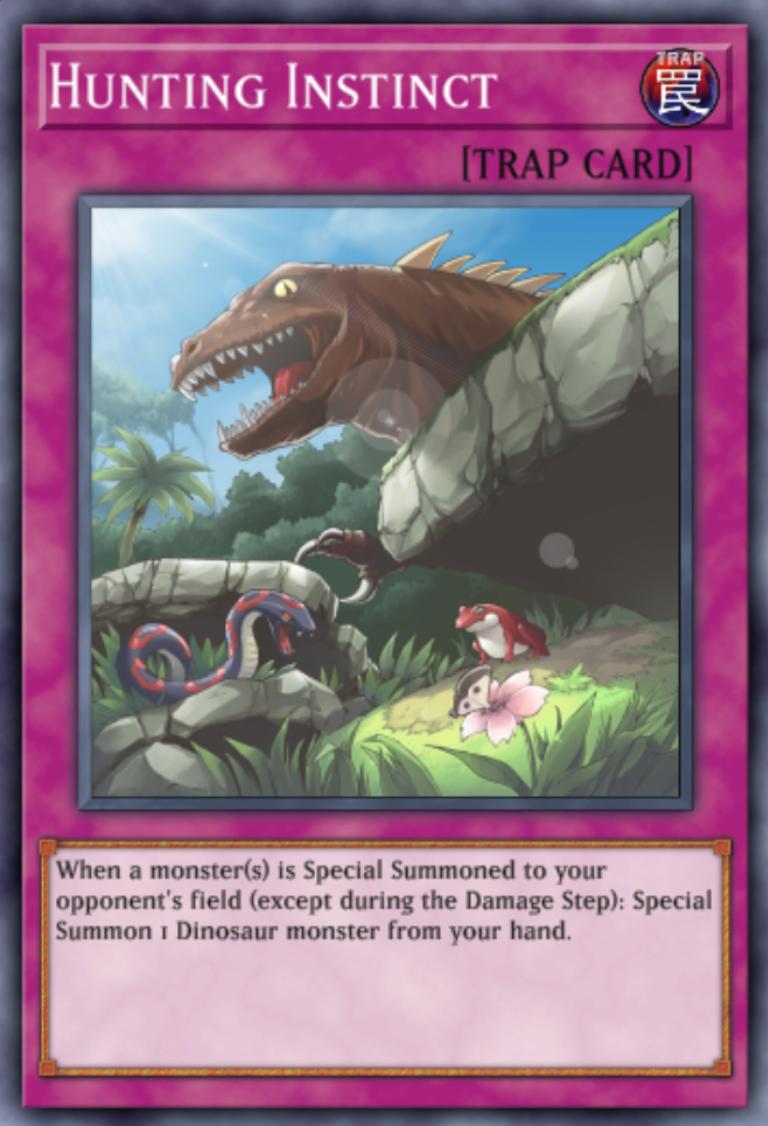 Hunting Instinct
TRAP
罠
[TRAP CARD]
When a monster(s) is Special Summoned to your
opponent's field (except during the Damage Step): Special
Summon 1 Dinosaur monster from your hand.